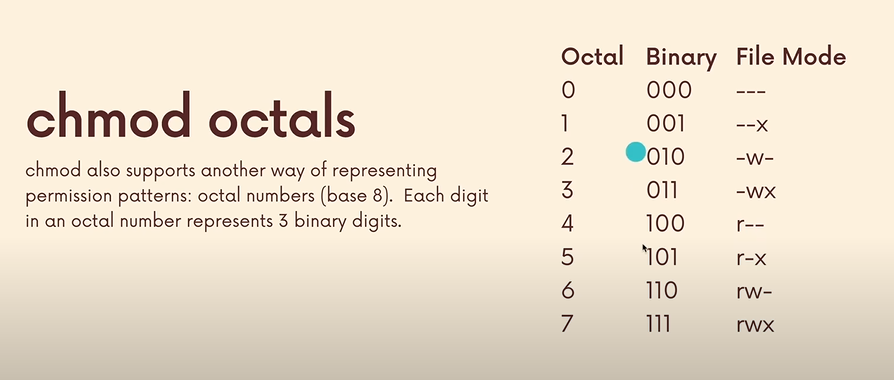 chmod octals
chmod also supports another way of representing
permission patterns: octal numbers (base 8). Each digit
in an octal number represents 3 binary digits.
Octal Binary File Mode
0 000 ---
1 001 --x
2 010 -w-
3 011 -wx
4 100 r--
5 101 r-x
6 110 rw-
7 111 rwx